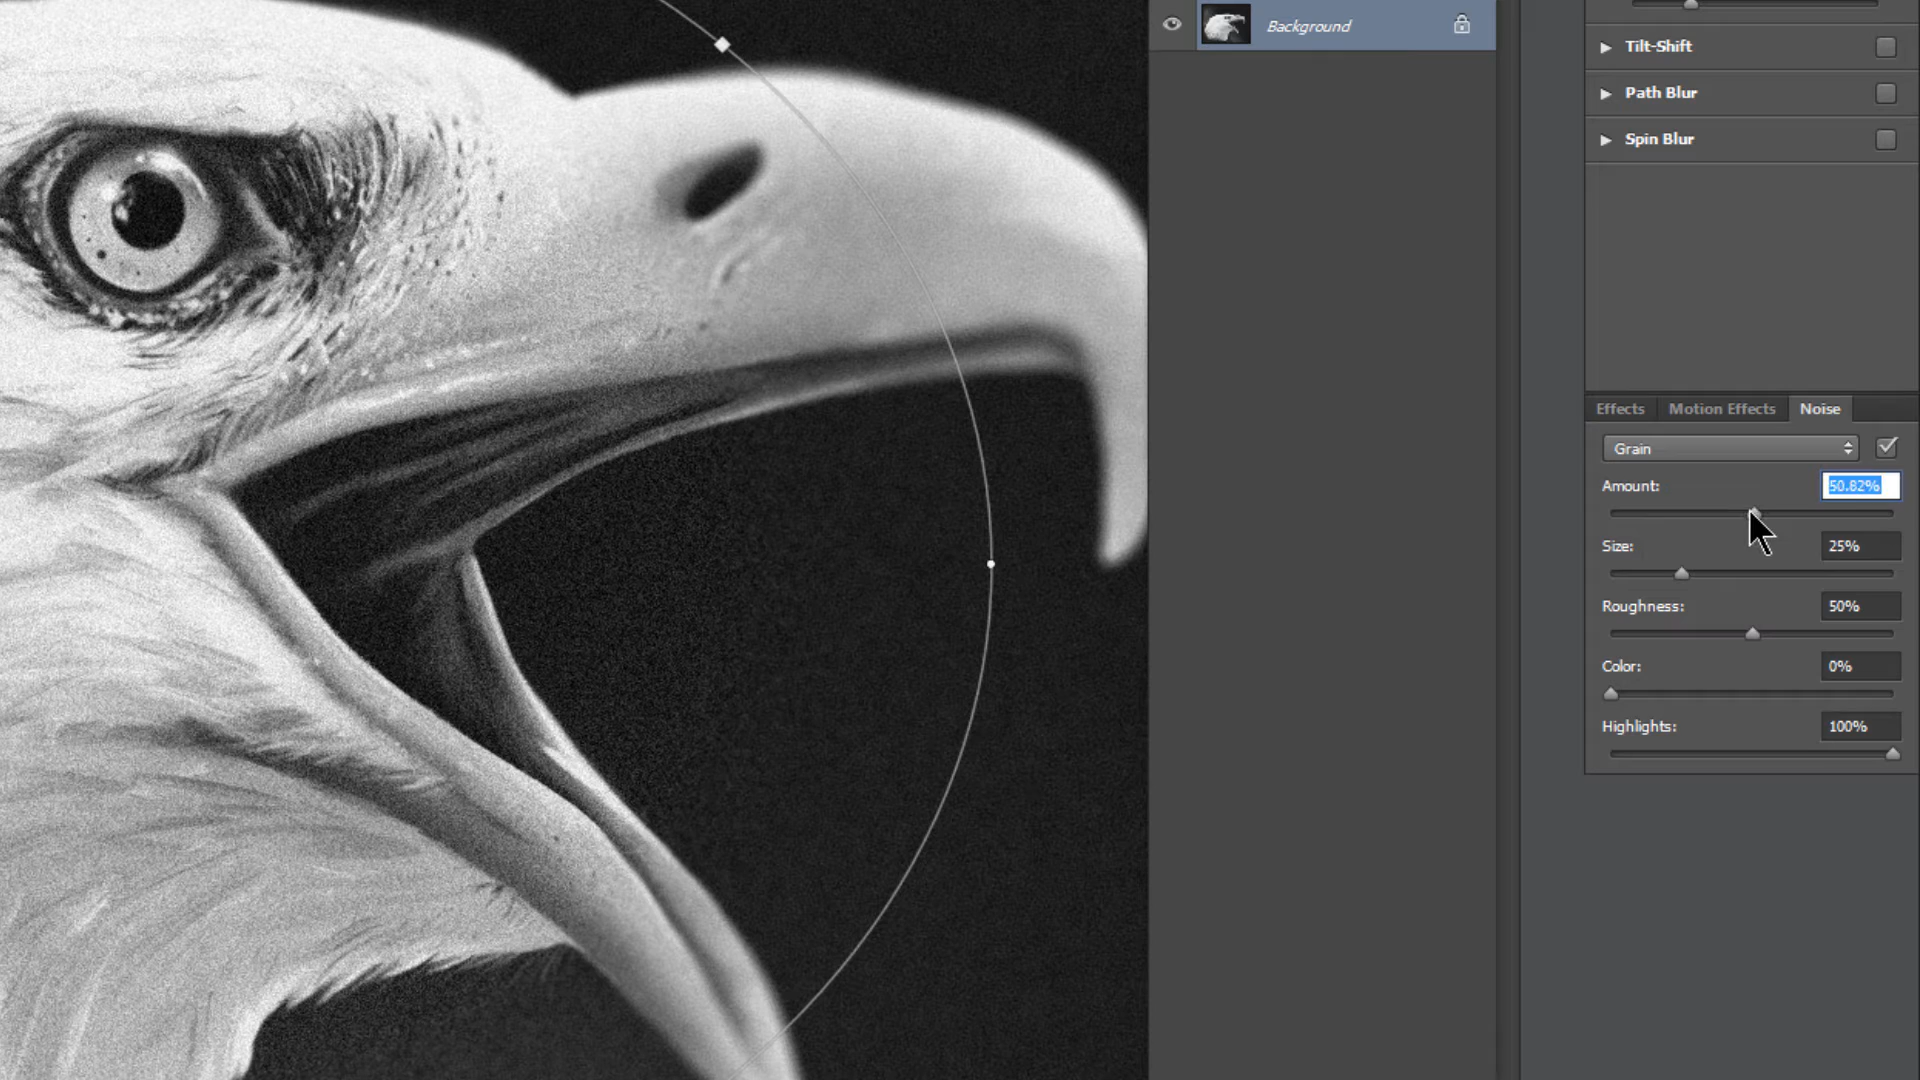 Background
Tilt-Shift
Path Blur
Spin Blur
Effects Motion Effects Noise
Grain
Amount: 50.82%
Size: 25%
Roughness: 50%
Color: 0%
Highlights: 100%